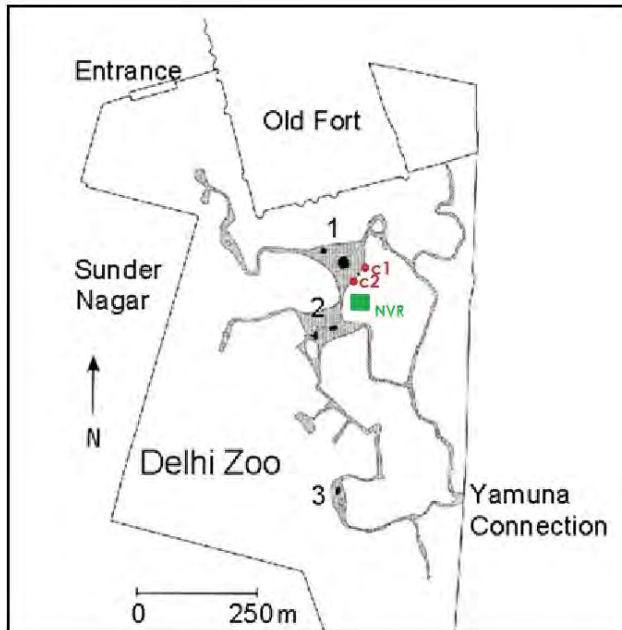 Entrance
Old Fort
1
c1
c2
Sunder
Nagar
2
NVR
N
Delhi Zoo
3
Yamuna
Connection
0 250 m